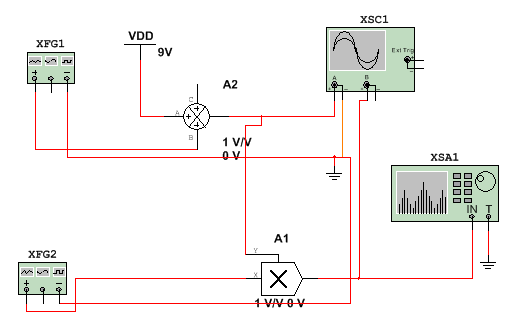 XFG1
VDD
9V
XSC1
Ext Trig
+
−
A
B
+ −
+ −
A2
C
A
B
1 V/V
0 V
XSA1
IN T
A1
Y
X
1 V/V 0 V
XFG2